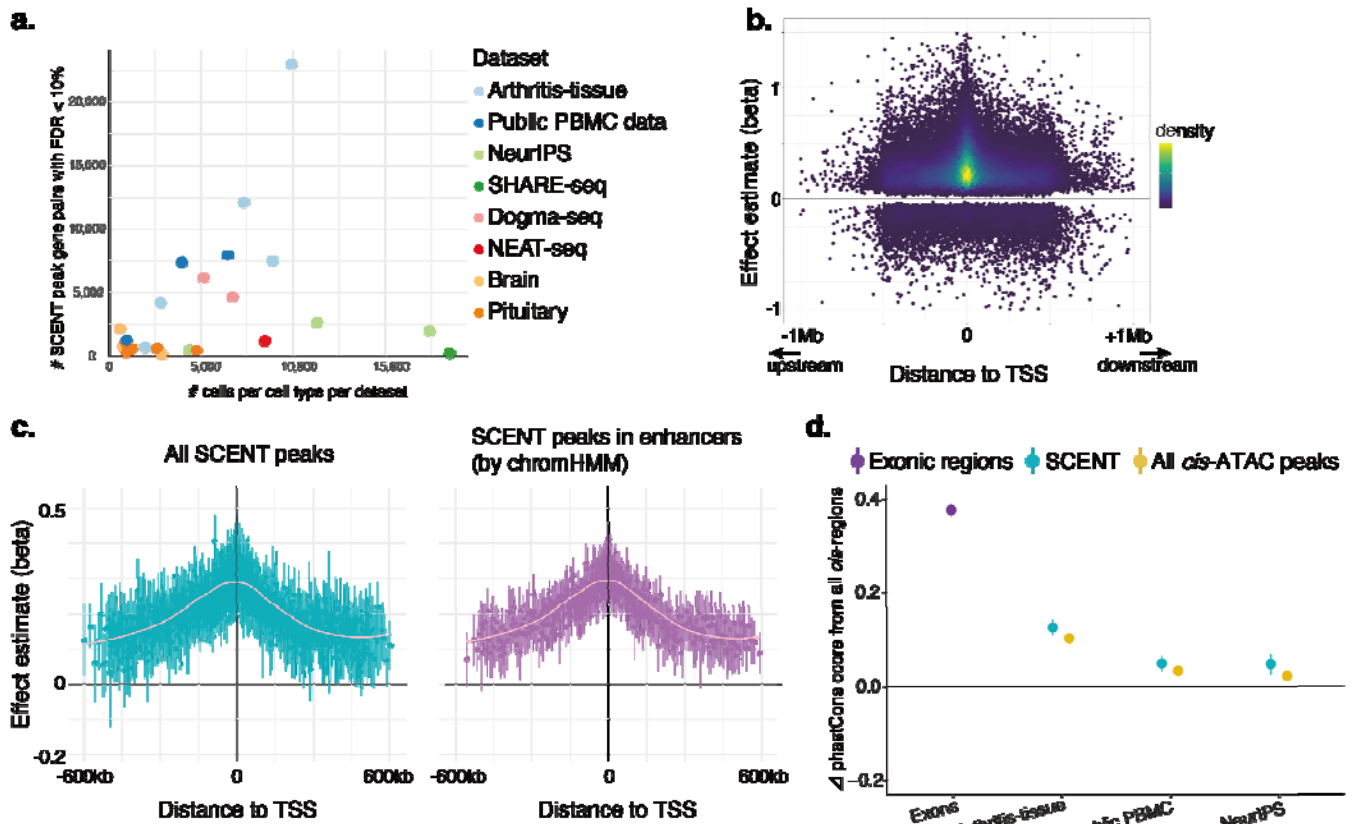 a.
# SCENT peak gene pairs with FDR < 10%
20,000
15,000
10,000
5,000
0
0
5,000
10,000
15,000
# cells per cell type per dataset
Dataset
Arthritis-tissue
Public PBMC data
NeurIPS
SHARE-seq
Dogma-seq
NEAT-seq
Brain
Pituitary
b.
Effect estimate (beta)
1
0
-1
-1Mb
0
+1Mb
upstream
downstream
Distance to TSS
density
c.
All SCENT peaks
Effect estimate (beta)
0.5
0
-0.2
-600kb
0
600kb
Distance to TSS
SCENT peaks in enhancers
(by chromHMM)
-600kb
0
600kb
Distance to TSS
d.
Exonic regions
SCENT
All cis-ATAC peaks
Δ phastCons score from all cis-regions
0.4
0.2
0.0
-0.2
Exons
PBMC
NeurIPS